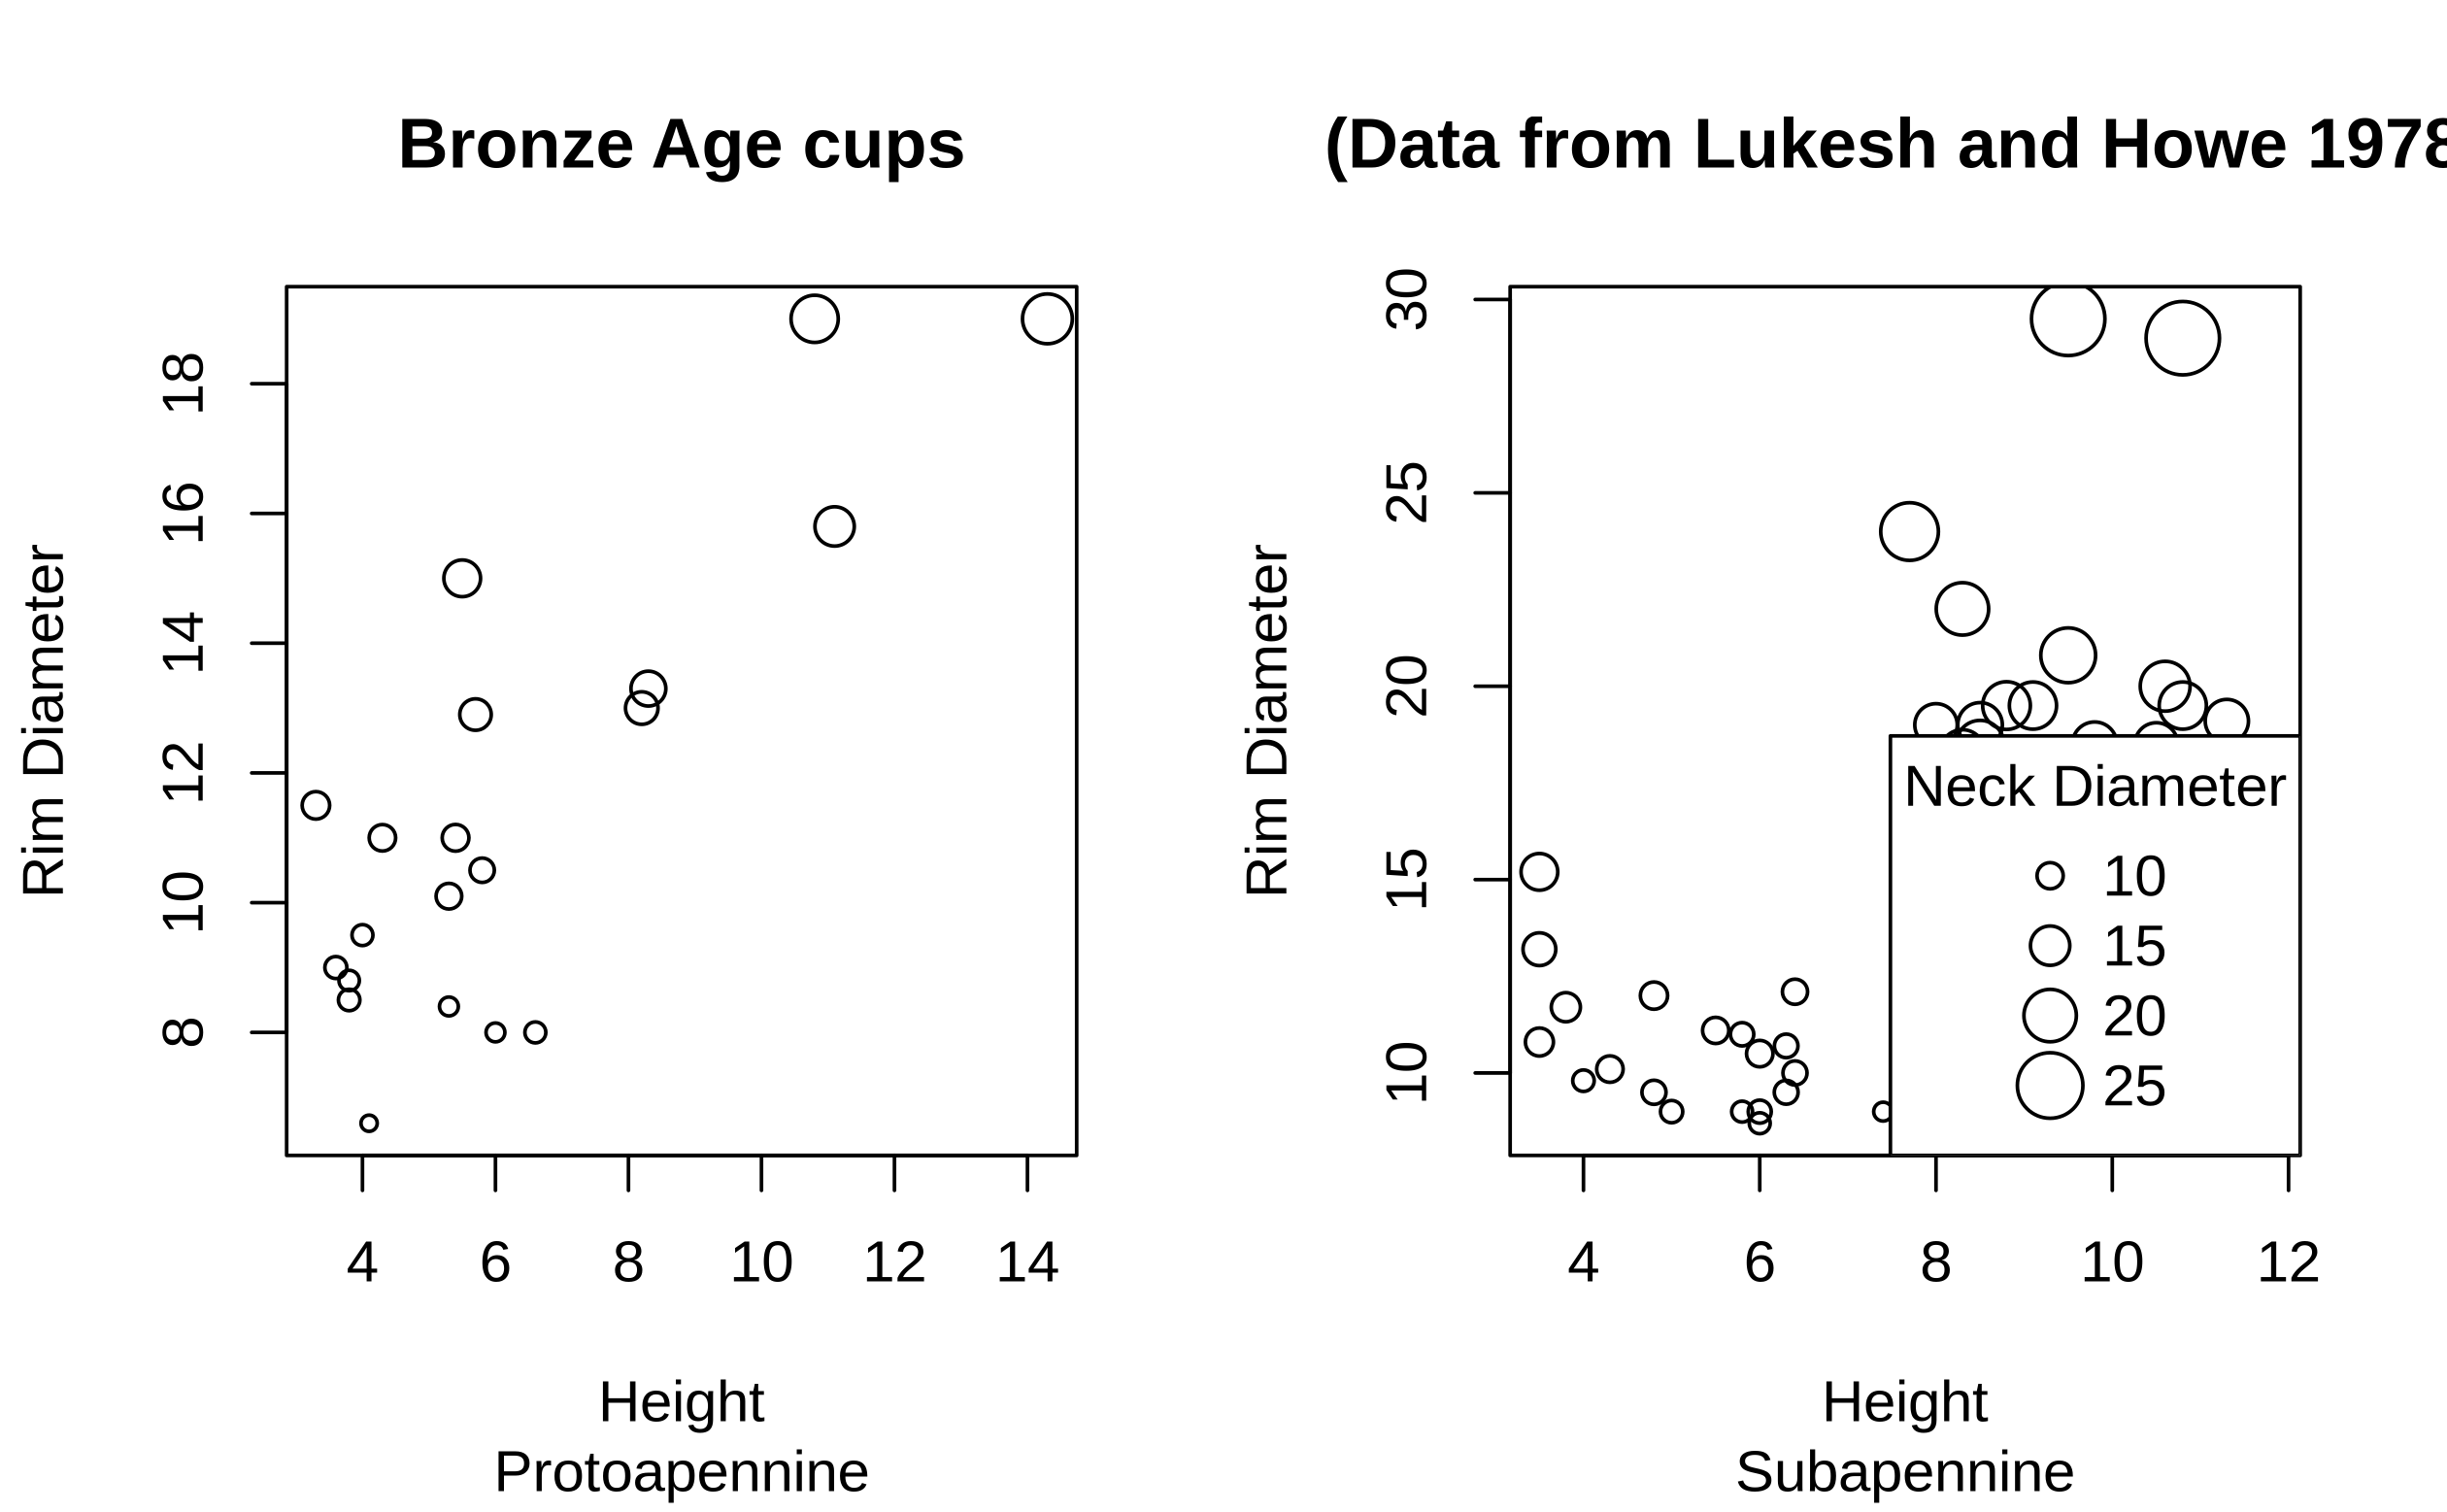 Bronze Age cups
(Data from Lukesh and Howe 1978
Rim Diameter
18
16
14
12
10
8
4 6 8 10 12 14
Height
Protoapennine
Rim Diameter
30
25
20
15
10
Neck Diameter
10
15
20
25
4 6 8 10 12
Height
Subapennine